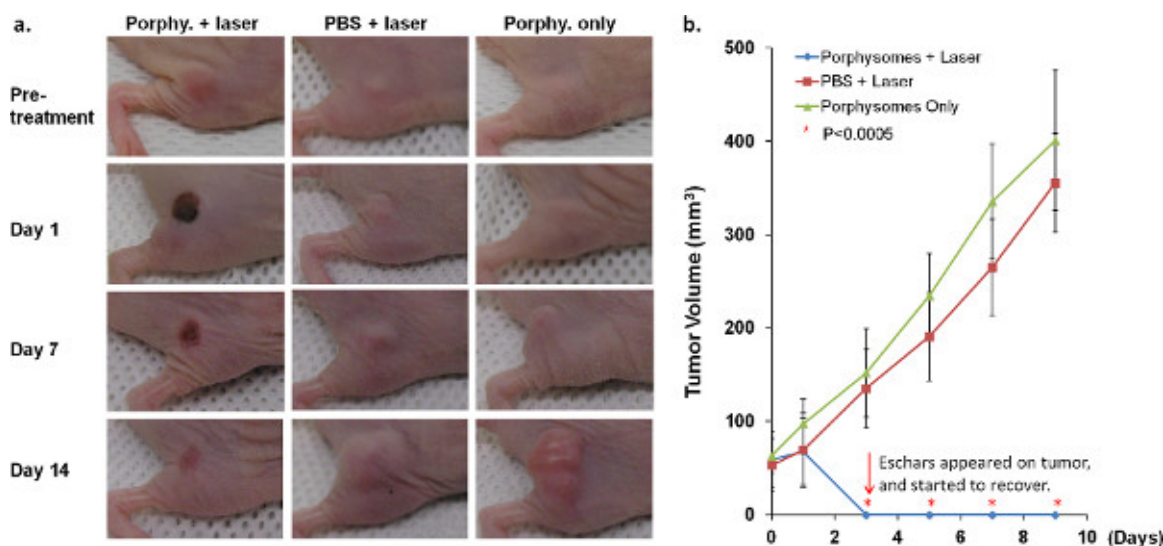 a.
Porphy. + laser
PBS + laser
Porphy. only
Pre-
treatment
Day 1
Day 7
Day 14
b.
500
400
300
200
100
0
Tumor Volume (mm³)
Porphysomes + Laser
PBS + Laser
Porphysomes Only
* P<0.0005
Eschars appeared on tumor,
and started to recover.
* * * *
0 2 4 6 8 10 (Days)